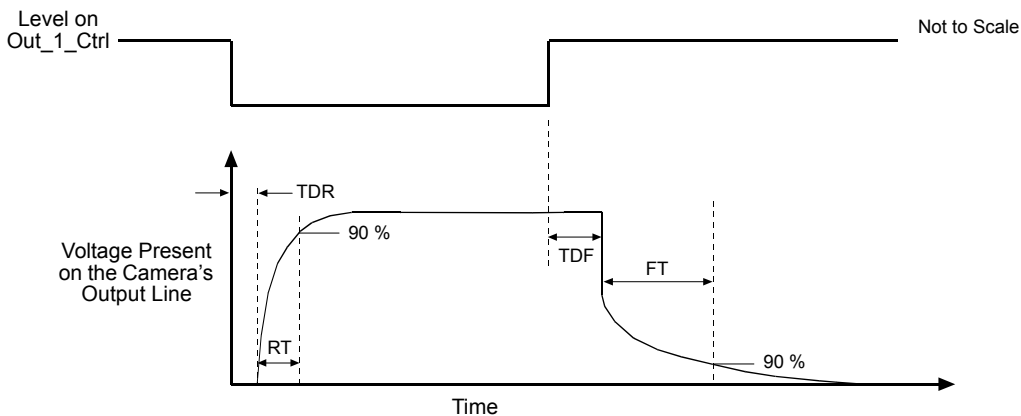 Level on
Out_1_Ctrl
Not to Scale
TDR
90 %
Voltage Present
on the Camera's
Output Line
TDF
FT
RT
90 %
Time